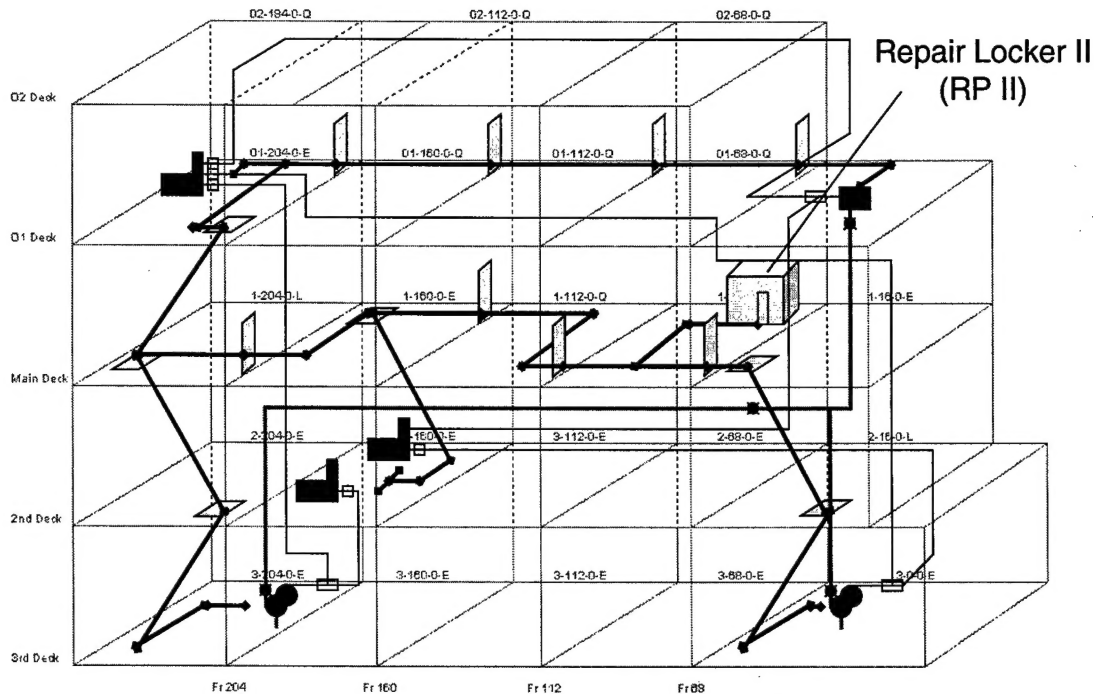 02-184-0-Q 02-112-0-Q 02-68-0-Q
Repair Locker II
(RP II)
02 Deck
01-204-0-E 01-160-0-Q 01-112-0-Q 01-68-0-Q
01 Deck
1-204-0-L 1-160-0-E 1-112-0-Q 1-16-0-E
Main Deck
2-204-0-E -160-0-E 3-112-0-E 2-68-0-E 2-16-0-L
2nd Deck
3-204-0-E 3-160-0-E 3-112-0-E 3-68-0-E 3-0-0-E
3rd Deck
Fr 204 Fr 160 Fr 112 Fr 68